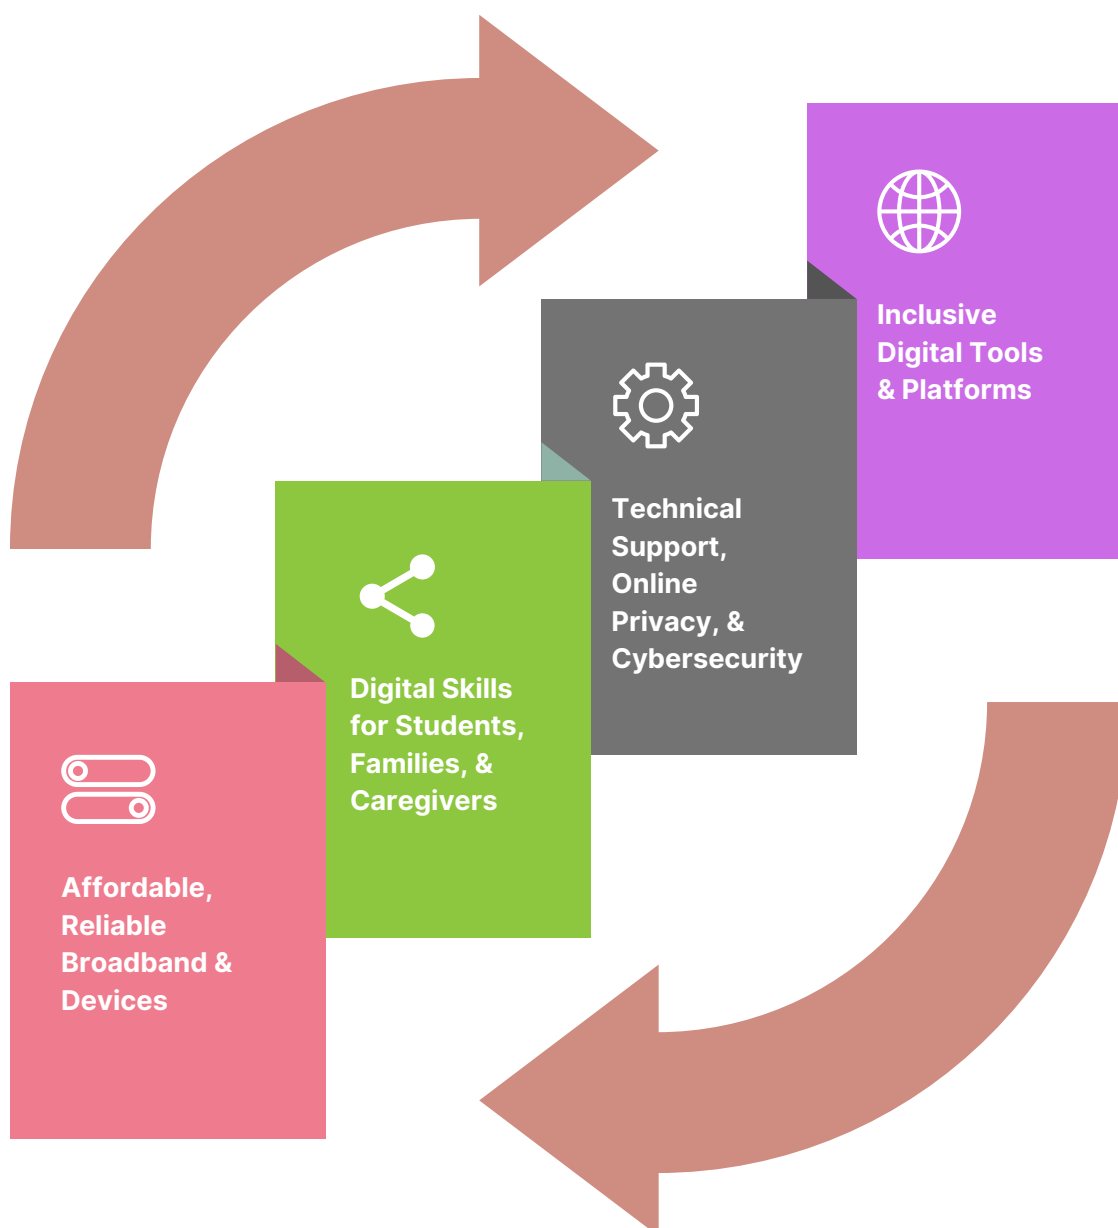 Inclusive
Digital Tools
& Platforms
Technical
Support,
Online
Privacy, &
Cybersecurity
Digital Skills
for Students,
Families, &
Caregivers
Affordable,
Reliable
Broadband &
Devices